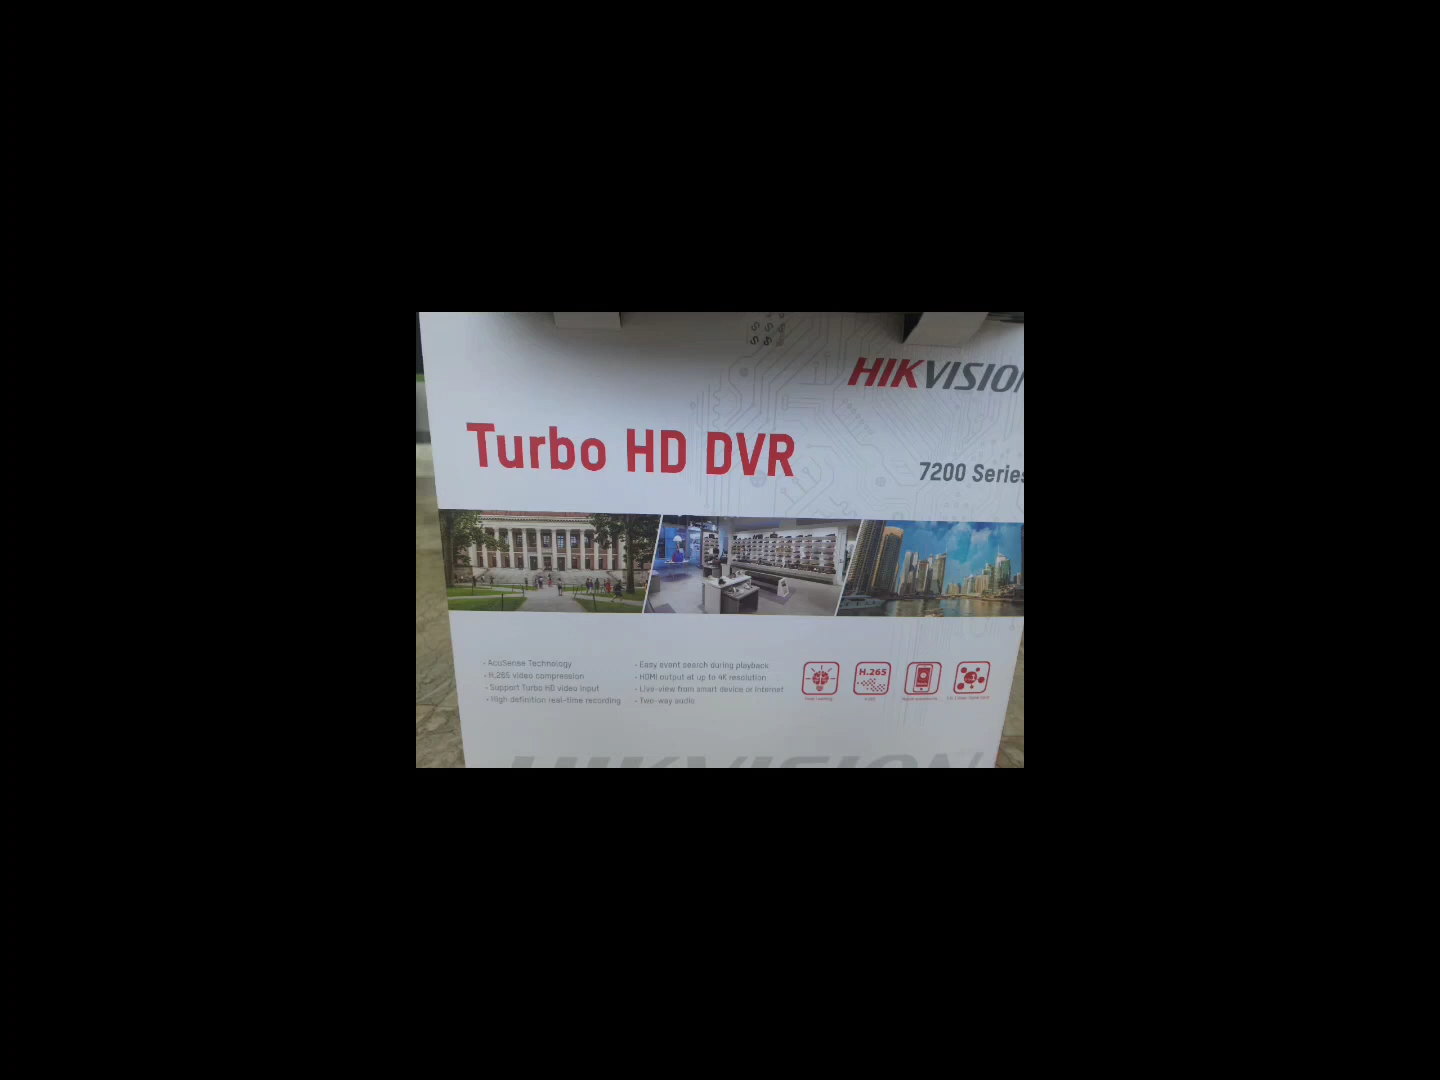 HIKVISION
Turbo HD DVR
7200 Series
· AcuSense Technology
· H.265 video compression
· Support Turbo HD video input
· High definition real-time recording
· Easy event search during playback
· HDMI output at up to 4K resolution
· Live-view from smart device or internet
· Two-way audio
H.265
HIKVISION